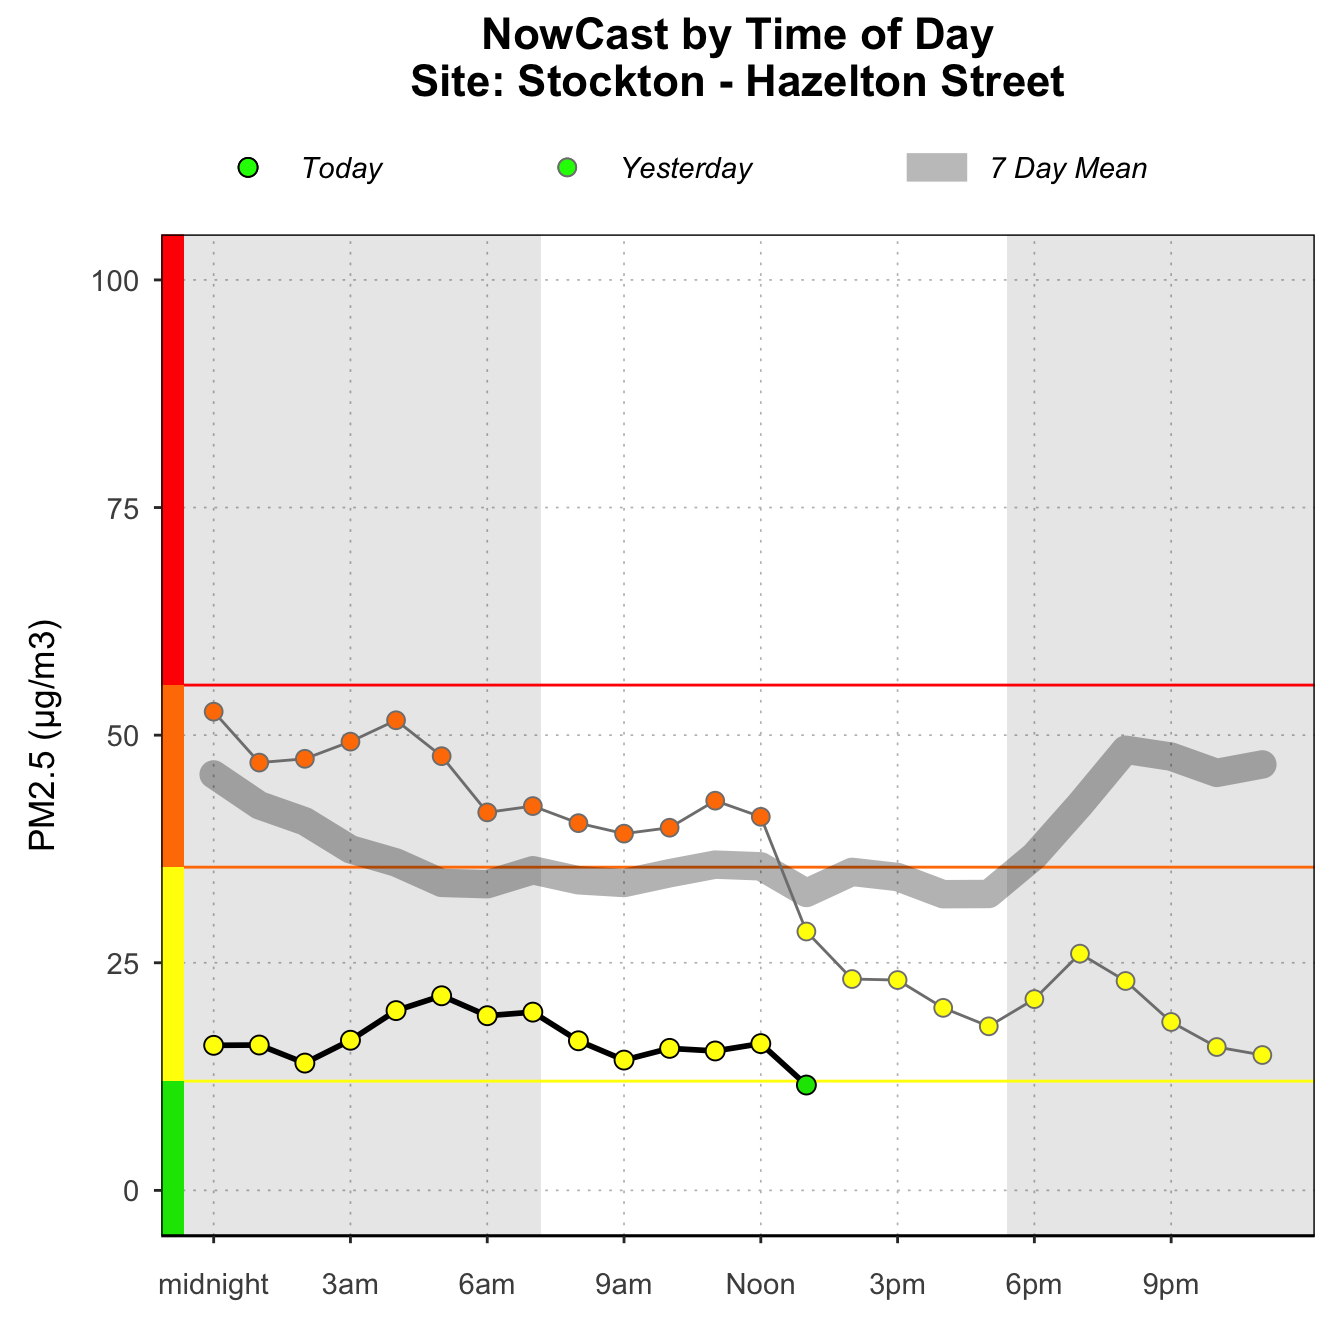 NowCast by Time of Day
Site: Stockton - Hazelton Street
Today Yesterday 7 Day Mean
PM2.5 (μg/m3)
100
75
50
25
0
midnight 3am 6am 9am Noon 3pm 6pm 9pm